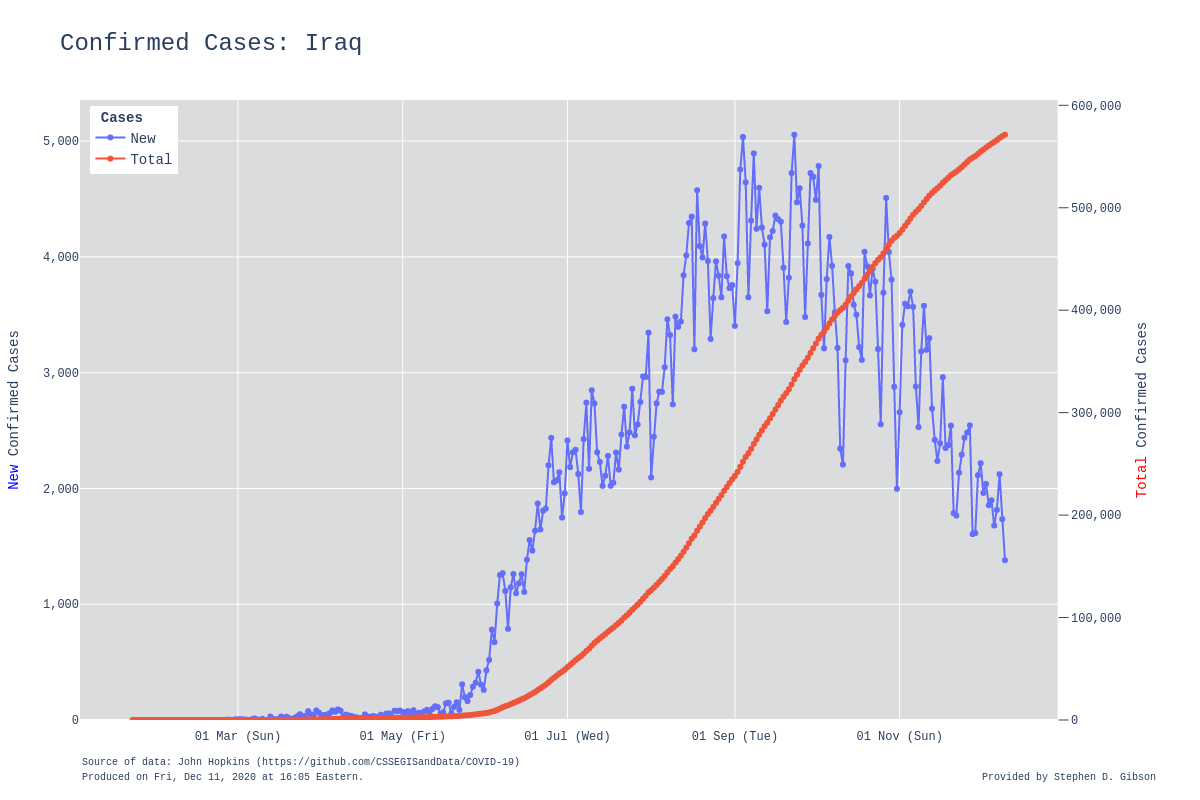 Confirmed Cases: Iraq
Cases
New
Total
5,000
4,000
3,000
2,000
1,000
0
New Confirmed Cases
600,000
500,000
400,000
300,000
200,000
100,000
0
Total Confirmed Cases
01 Mar (Sun)
01 May (Fri)
01 Jul (Wed)
01 Sep (Tue)
01 Nov (Sun)
Source of data: John Hopkins (https://github.com/CSSEGISandData/COVID-19)
Produced on Fri, Dec 11, 2020 at 16:05 Eastern.
Provided by Stephen D. Gibson